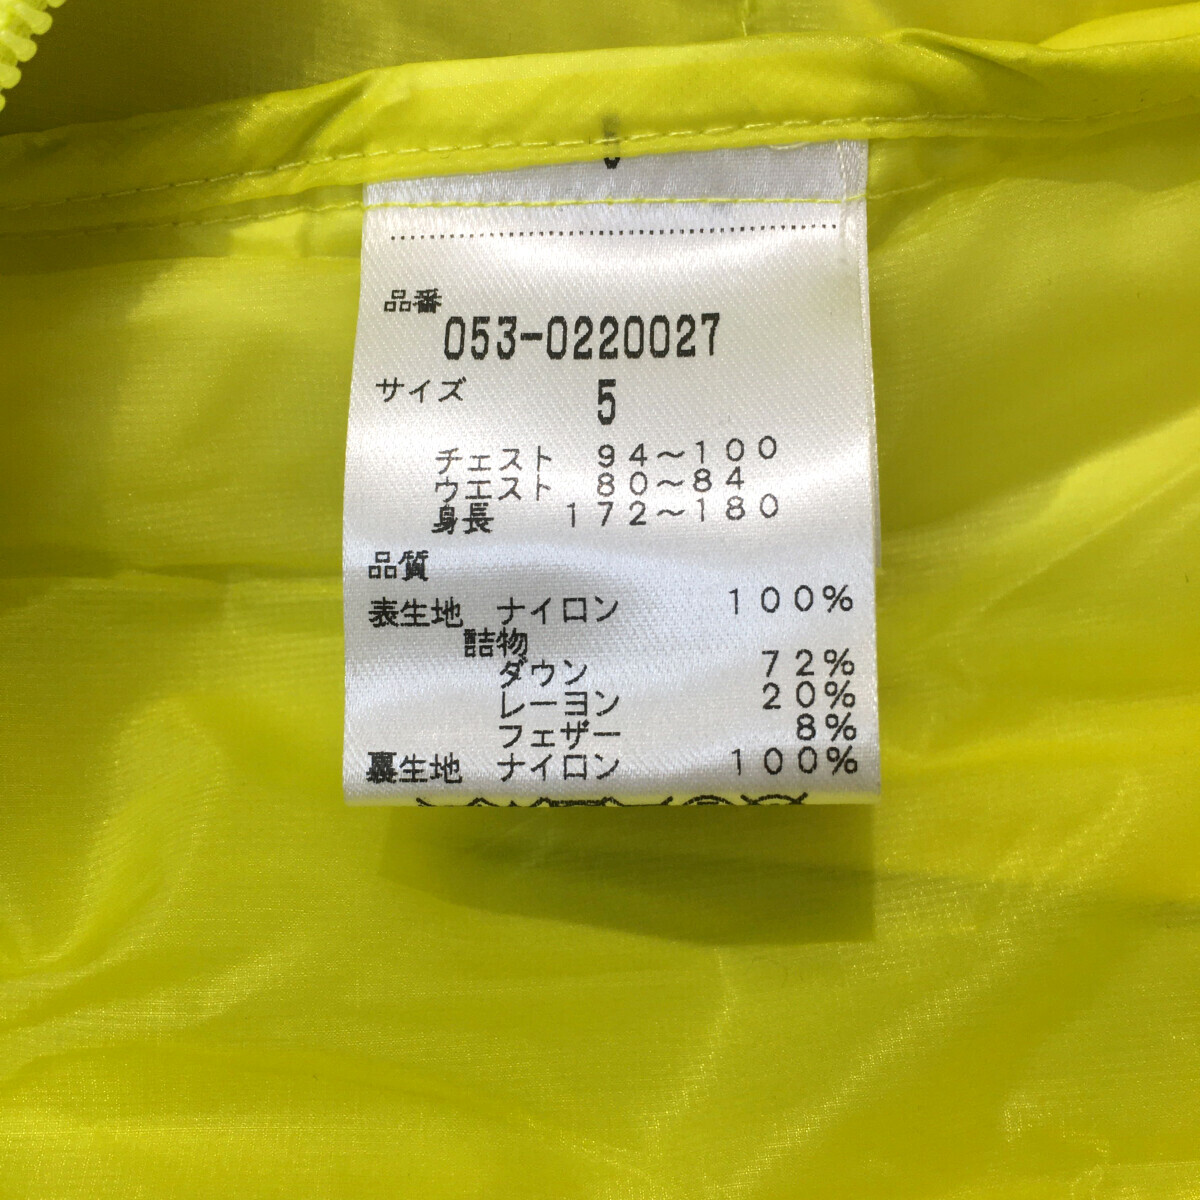 品番
053-0220027
サイズ 5
チェスト 94～100
ウエスト 80～84
身長 172～180
品質
表生地 ナイロン 100%
詰物
ダウン 72%
レーヨン 20%
フェザー 8%
裏生地 ナイロン 100%